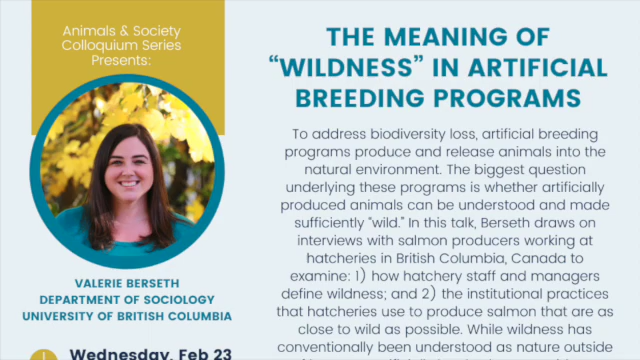 Animals & Society
Colloquium Series
Presents:
VALERIE BERSETH
DEPARTMENT OF SOCIOLOGY
UNIVERSITY OF BRITISH COLUMBIA
Wednesday, Feb 23
THE MEANING OF
“WILDNESS” IN ARTIFICIAL
BREEDING PROGRAMS
To address biodiversity loss, artificial breeding
programs produce and release animals into the
natural environment. The biggest question
underlying these programs is whether artificially
produced animals can be understood and made
sufficiently “wild.” In this talk, Berseth draws on
interviews with salmon producers working at
hatcheries in British Columbia, Canada to
examine: 1) how hatchery staff and managers
define wildness; and 2) the institutional practices
that hatcheries use to produce salmon that are as
close to wild as possible. While wildness has
conventionally been understood as nature outside